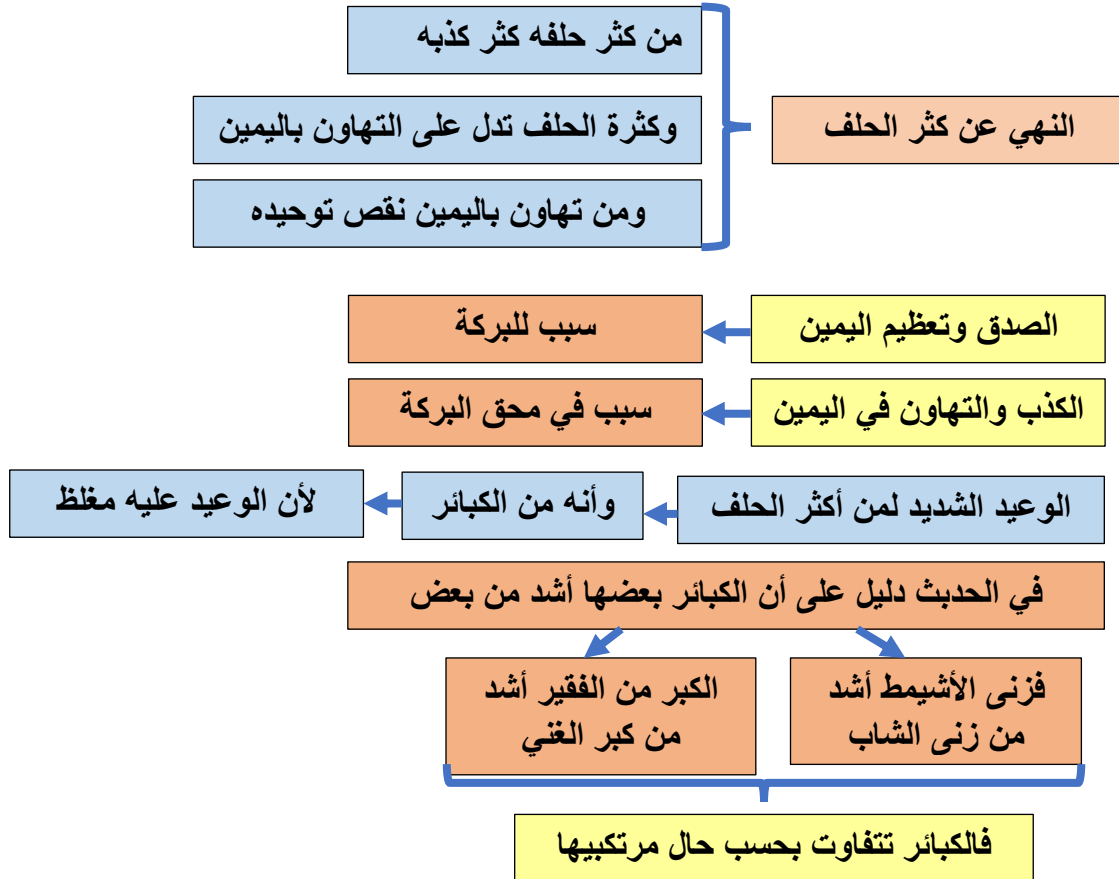 النهي عن كثر الحلف
من كثر حلفه كثر كذبه
وكثرة الحلف تدل على التهاون باليمين
ومن تهاون باليمين نقص توحيده
الصدق وتعظيم اليمين
سبب للبركة
الكذب والتهاون في اليمين
سبب في محق البركة
الوعيد الشديد لمن أكثر الحلف
وأنه من الكبائر
لأن الوعيد عليه مغلظ
في الحدبث دليل على أن الكبائر بعضها أشد من بعض
فزنى الأشيمط أشد
من زنى الشاب
الكبر من الفقير أشد
من كبر الغني
فالكبائر تتفاوت بحسب حال مرتكبيها